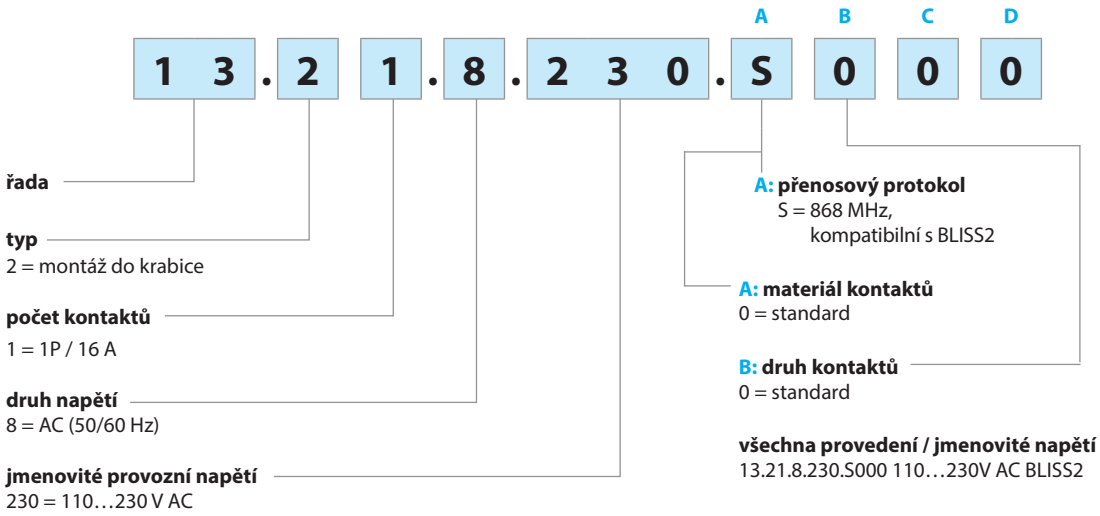 A B C D
1 3 . 2 1 . 8 . 2 3 0 . S 0 0 0
řada
typ
2 = montáž do krabice
počet kontaktů
1 = 1P / 16 A
druh napětí
8 = AC (50/60 Hz)
jmenovité provozní napětí
230 = 110…230 V AC
A: přenosový protokol
S = 868 MHz,
kompatibilní s BLISS2
A: materiál kontaktů
0 = standard
B: druh kontaktů
0 = standard
všechna provedení / jmenovité napětí
13.21.8.230.S000 110…230V AC BLISS2